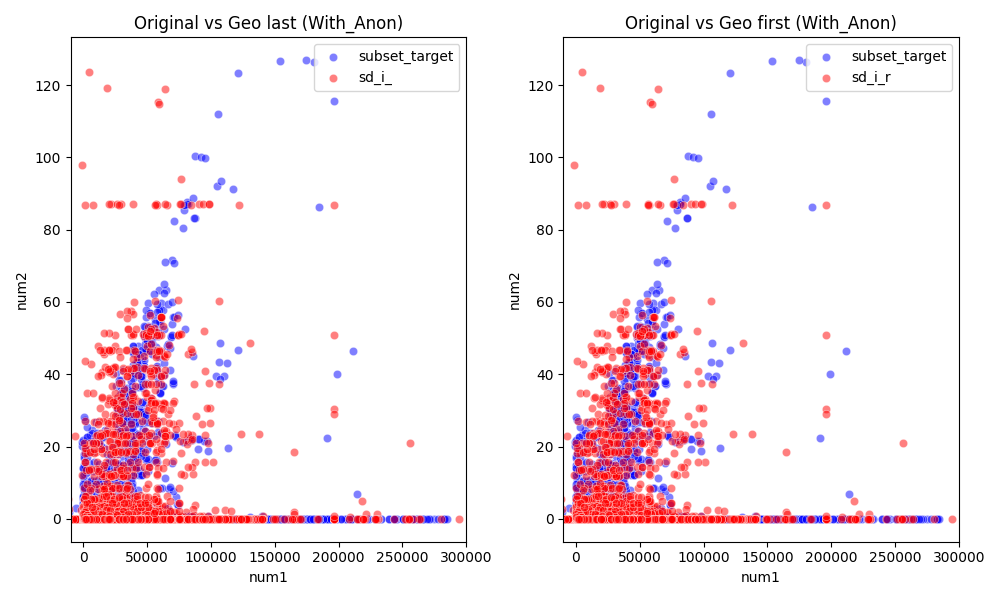 Original vs Geo last (With_Anon)
subset_target
sd_i_
num2
120
100
80
60
40
20
0
0 50000 100000 150000 200000 250000 300000
num1
Original vs Geo first (With_Anon)
subset_target
sd_i_r
num2
120
100
80
60
40
20
0
0 50000 100000 150000 200000 250000 300000
num1